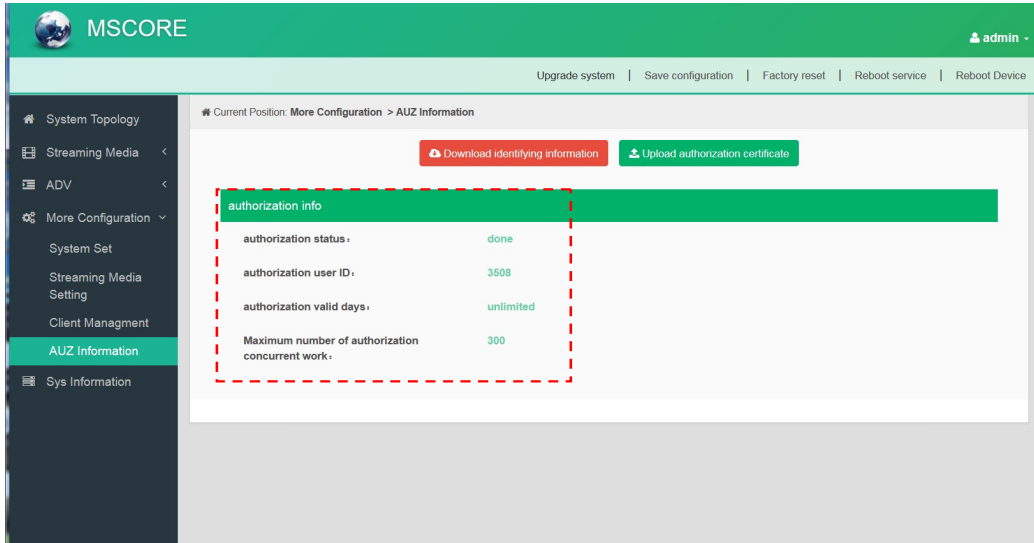 MSCORE
admin
Upgrade system | Save configuration | Factory reset | Reboot service | Reboot Device
System Topology
Streaming Media
ADV
More Configuration
System Set
Streaming Media
Setting
Client Managment
AUZ Information
Sys Information
Current Position: More Configuration > AUZ Information
Download identifying information
Upload authorization certificate
authorization info
authorization status: done
authorization user ID: 3508
authorization valid days: unlimited
Maximum number of authorization 300
concurrent work: